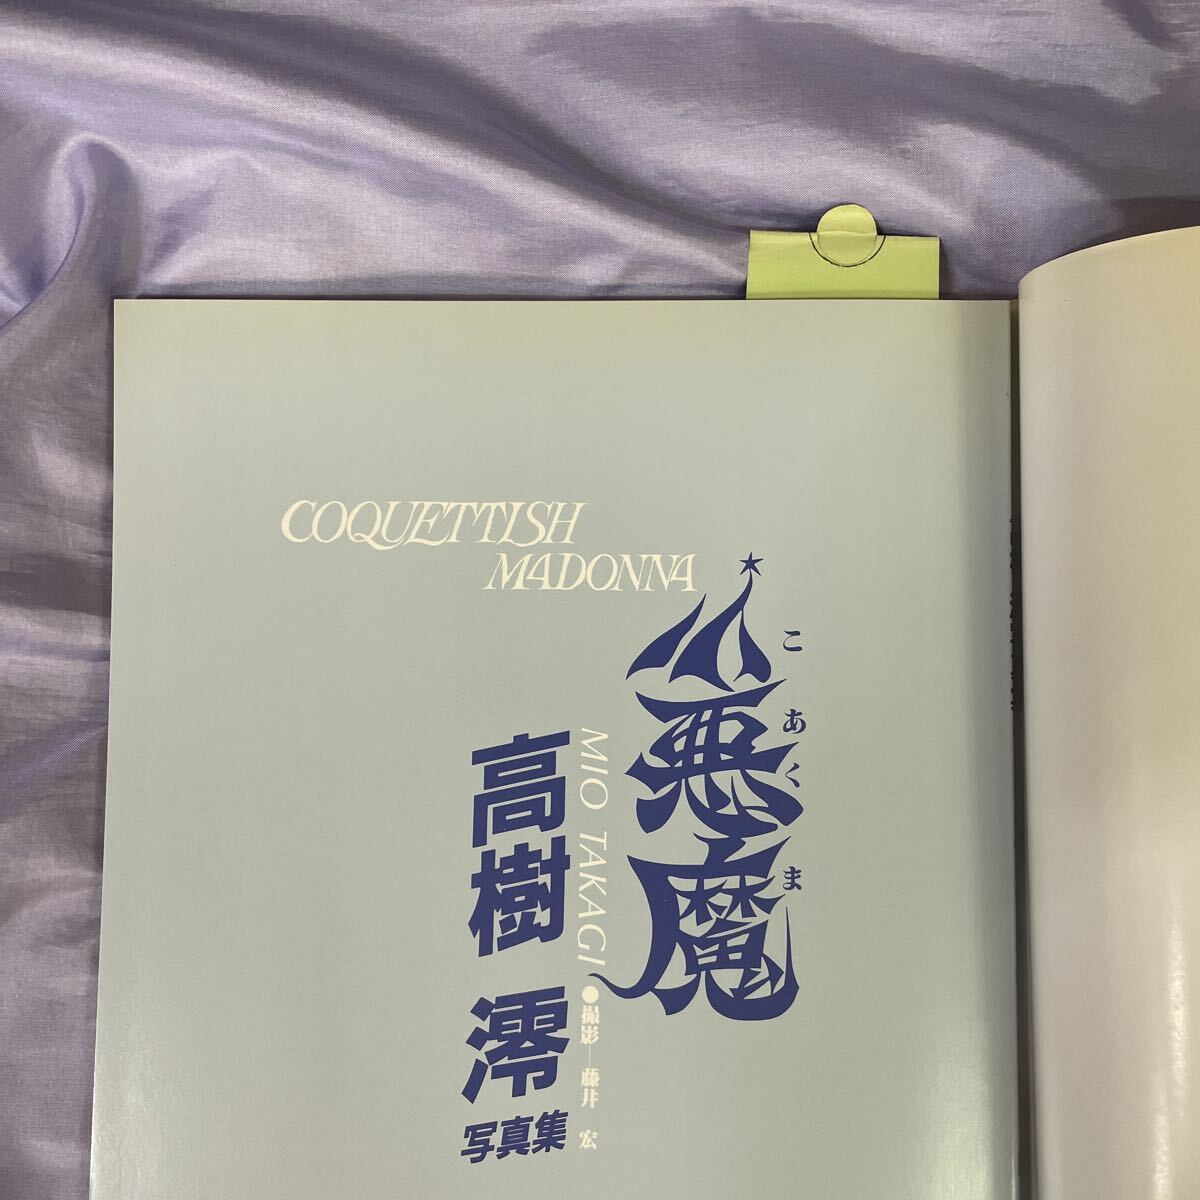 COQUETTISH
MADONNA
小悪魔
こあくま
MIO TAKAGI ●撮影—藤井 宏
高樹 澪
写真集